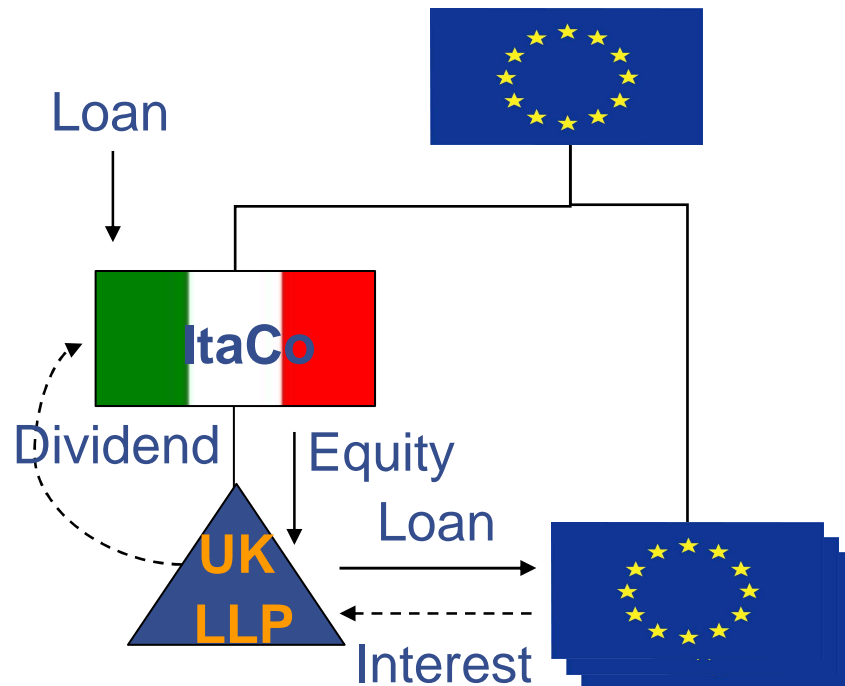 Loan
ItaCo
Dividend
Equity
Loan
UK
LLP
Interest